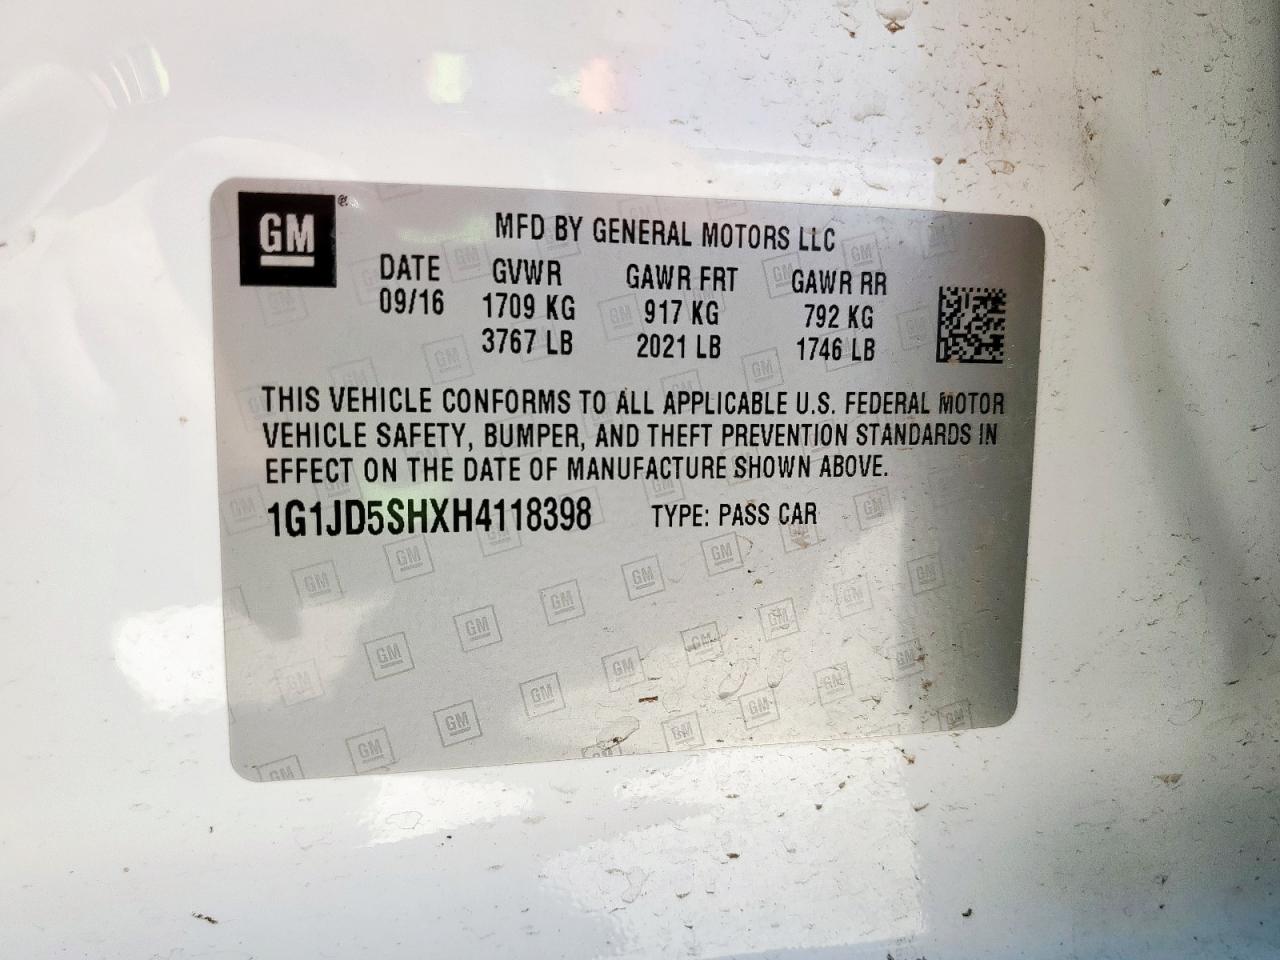 GM ®
MFD BY GENERAL MOTORS LLC
DATE GVWR GAWR FRT GAWR RR
09/16 1709 KG 917 KG 792 KG
3767 LB 2021 LB 1746 LB
THIS VEHICLE CONFORMS TO ALL APPLICABLE U.S. FEDERAL MOTOR
VEHICLE SAFETY, BUMPER, AND THEFT PREVENTION STANDARDS IN
EFFECT ON THE DATE OF MANUFACTURE SHOWN ABOVE.
1G1JD5SHXH4118398 TYPE: PASS CAR